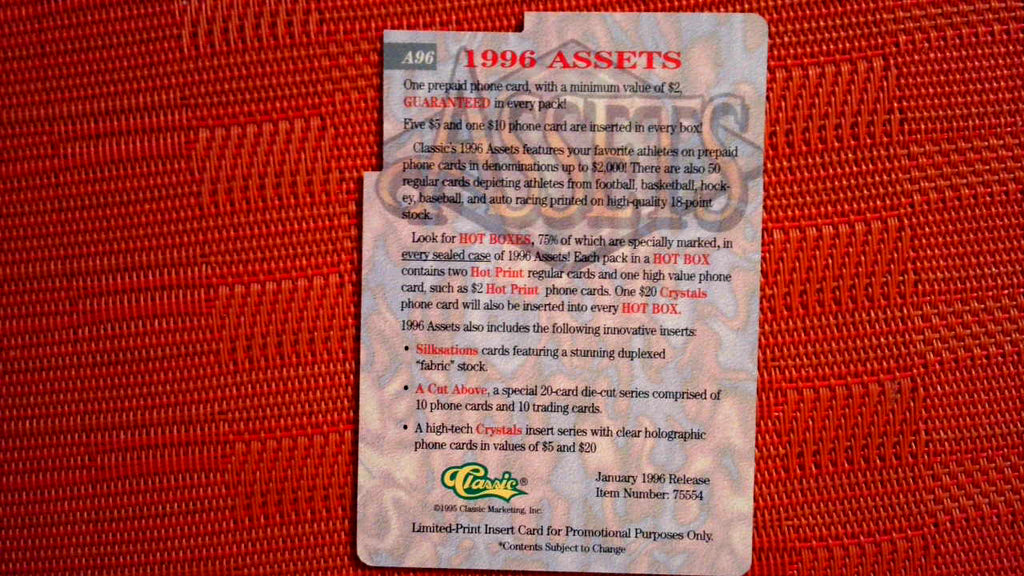 A96
1996 ASSETS
One prepaid phone card, with a minimum value of $2,
GUARANTEED in every pack!
Five $5 and one $10 phone card are inserted in every box!
Classic's 1996 Assets features your favorite athletes on prepaid
phone cards in denominations up to $2,000! There are also 50
regular cards depicting athletes from football, basketball, hock-
ey, baseball, and auto racing printed on high-quality 18-point
stock.
Look for HOT BOXES, 75% of which are specially marked, in
every sealed case of 1996 Assets! Each pack in a HOT BOX
contains two Hot Print regular cards and one high value phone
card, such as $2 Hot Print phone cards. One $20 Crystals
phone card will also be inserted into every HOT BOX.
1996 Assets also includes the following innovative inserts:
• Silksations cards featuring a stunning duplexed
"fabric" stock.
• A Cut Above, a special 20-card die-cut series comprised of
10 phone cards and 10 trading cards.
• A high-tech Crystals insert series with clear holographic
phone cards in values of $5 and $20
Classic®
©1995 Classic Marketing, Inc.
January 1996 Release
Item Number: 75554
Limited-Print Insert Card for Promotional Purposes Only.
*Contents Subject to Change
ASSETS